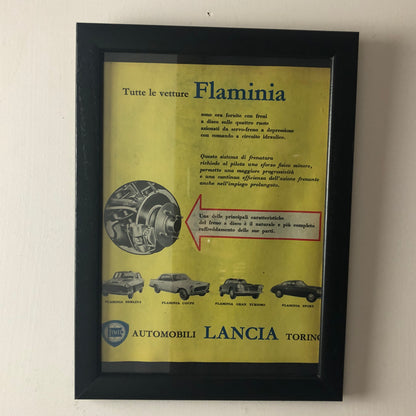 Tutte le vetture Flaminia
sono ora fornite con freni
a disco sulle quattro ruote
azionati da servo-freno a depressione
con comando a circuito idraulico.
Questo sistema di frenatura
richiede al pilota uno sforzo fisico minore,
permette una maggiore progressività
e una continua efficienza dell'azione frenante
anche nell'impiego prolungato.
Una delle principali caratteristiche
del freno a disco è il naturale e più completo
raffreddamento delle sue parti.
FLAMINIA BERLINA
FLAMINIA COUPÉ
FLAMINIA GRAN TURISMO
FLAMINIA SPORT
AUTOMOBILI LANCIA TORINO